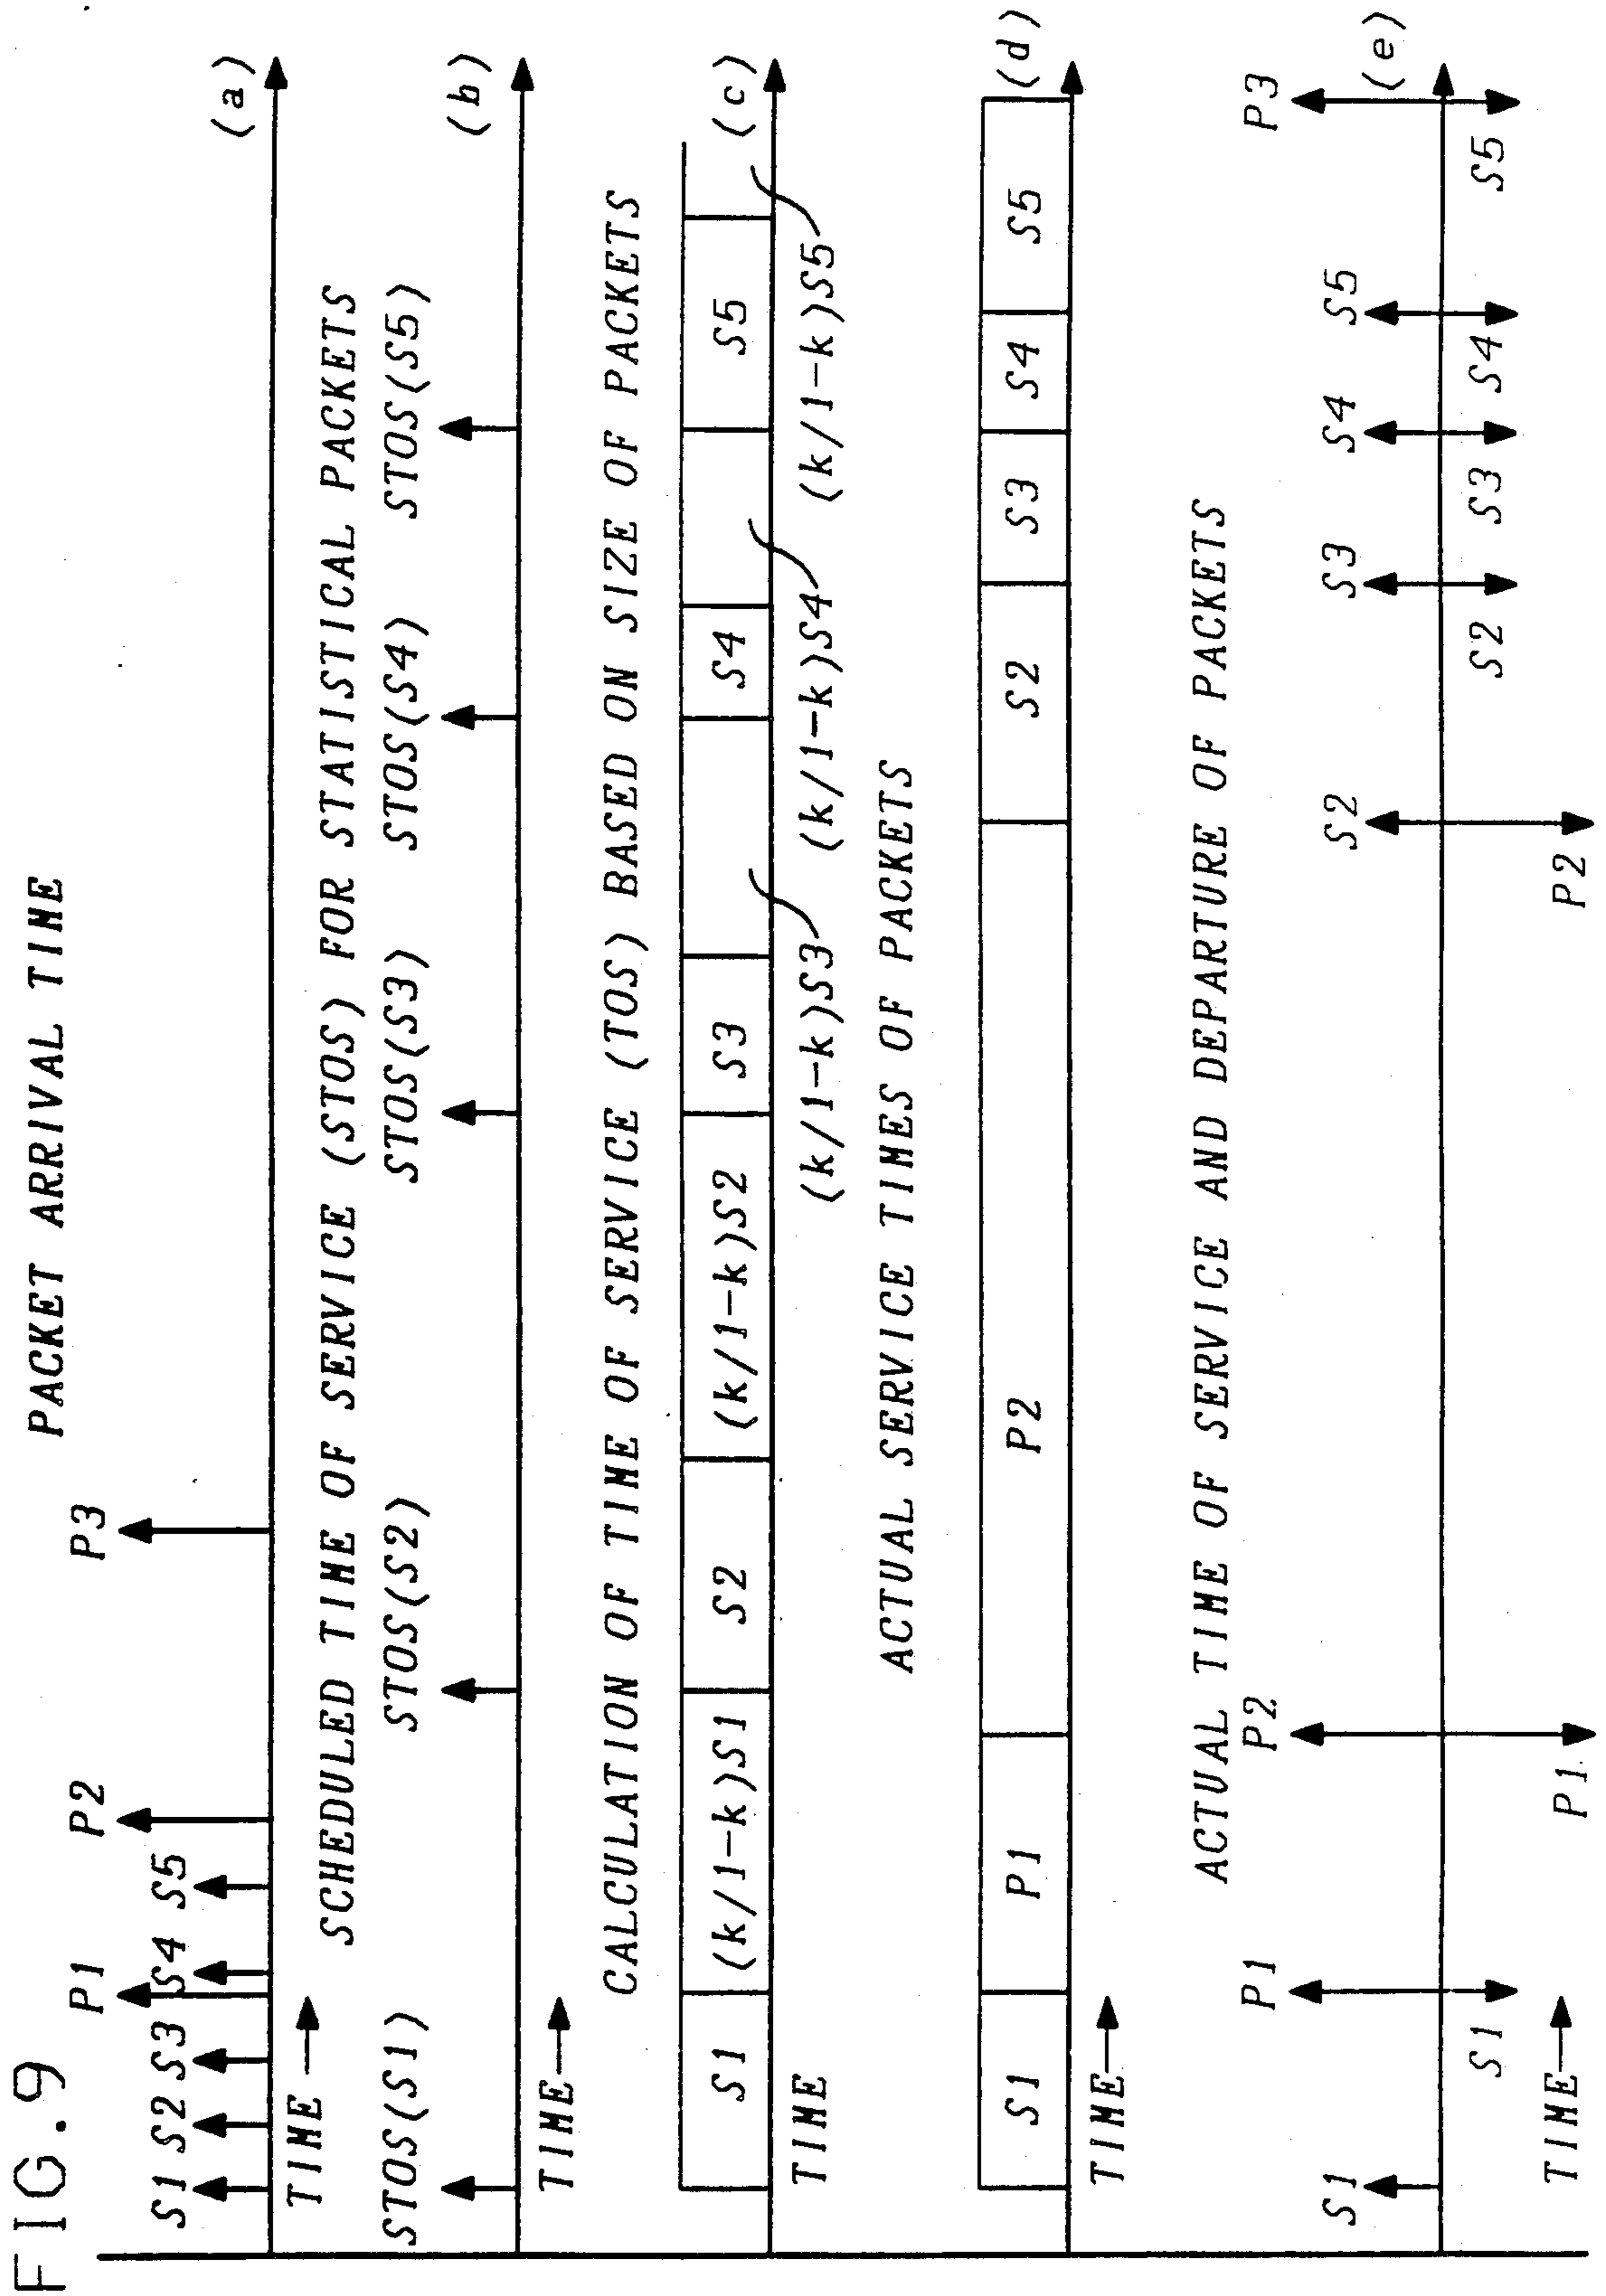 FIG.9
PACKET ARRIVAL TIME
P1 P2 P3
S1 S2 S3 S4 S5
(a)
TIME
SCHEDULED TIME OF SERVICE (STOS) FOR STATISTICAL PACKETS
STOS(S1) STOS(S2) STOS(S3) STOS(S4) STOS(S5)
(b)
TIME
CALCULATION OF TIME OF SERVICE (TOS) BASED ON SIZE OF PACKETS
S1 (k/1-k)S1 S2 (k/1-k)S2 S3 S4 S5
(c)
TIME
(k/1-k)S3 (k/1-k)S4 (k/1-k)S5
ACTUAL SERVICE TIMES OF PACKETS
S1 P1 P2 S2 S3 S4 S5
(d)
TIME
ACTUAL TIME OF SERVICE AND DEPARTURE OF PACKETS
P1 P2 P3
S1 S2 S3 S4 S5
(e)
S1 S2 S3 S4 S5
TIME
P1 P2